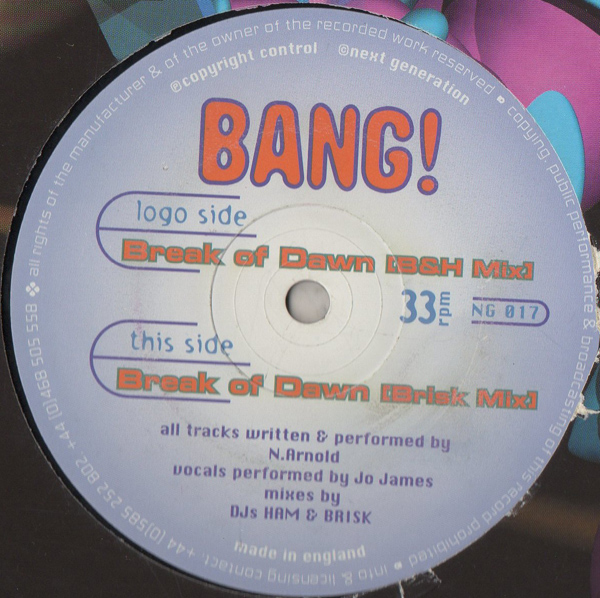 ❖ all rights of the manufacturer & of the owner of the recorded work reserved • copying, public performance & broadcasting of this record prohibited • info & licensing contact: +44 (0)585 252 802 +44 (0)468 505 558
℗copyright control ©next generation
BANG!
logo side
Break of Dawn [B&H Mix]
33 rpm NG 017
this side
Break of Dawn [Brisk Mix]
all tracks written & performed by
N.Arnold
vocals performed by Jo James
mixes by
DJs HAM & BRISK
made in england